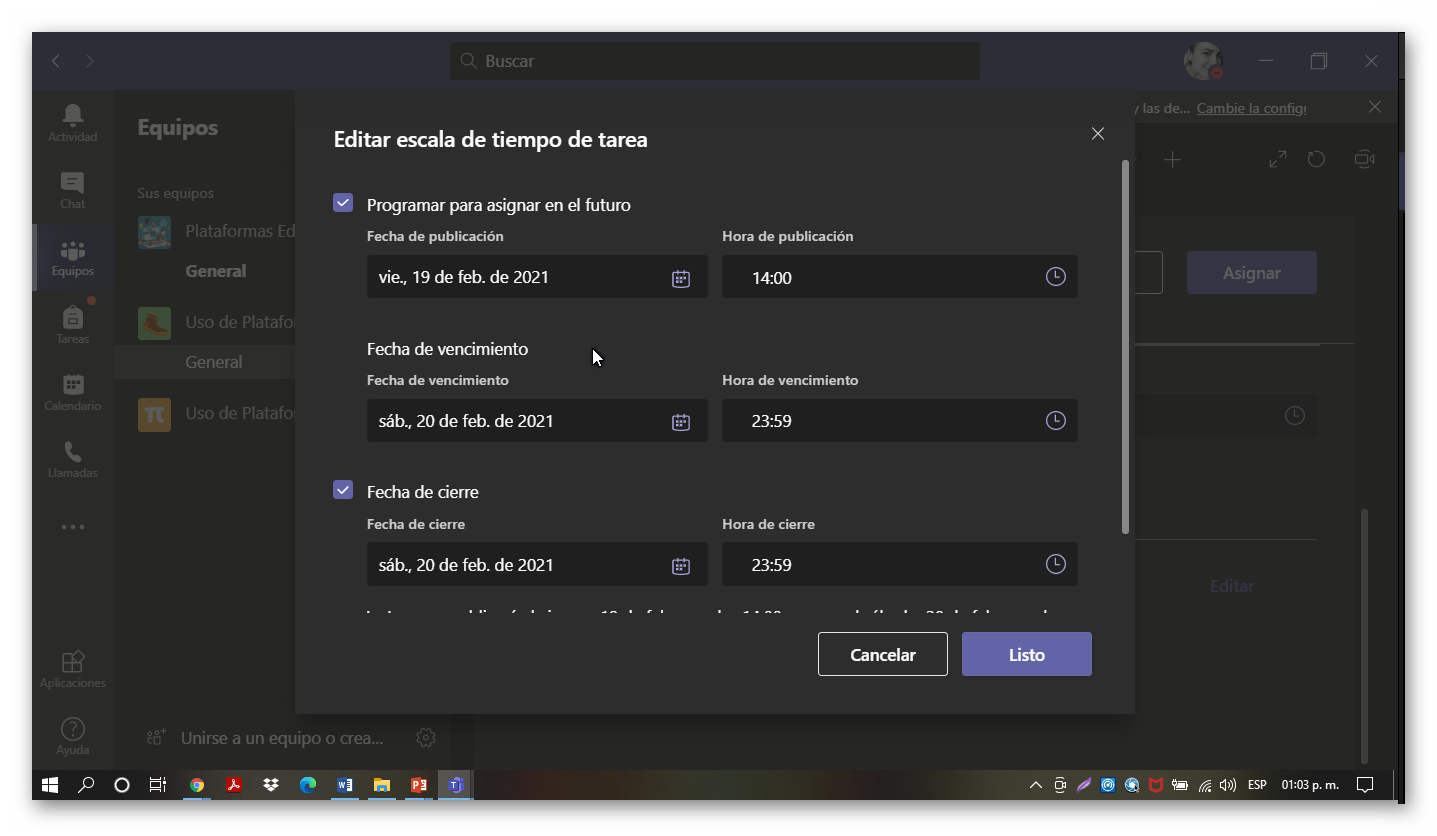 Buscar
y las de... Cambie la configu
Actividad
Equipos
Editar escala de tiempo de tarea
Chat
Sus equipos
Programar para asignar en el futuro
Plataformas Ed
Fecha de publicación
Hora de publicación
Equipos
General
vie., 19 de feb. de 2021
14:00
Asignar
Tareas
Uso de Platafo
General
Fecha de vencimiento
Fecha de vencimiento
Hora de vencimiento
Calendario
Uso de Platafo
sáb., 20 de feb. de 2021
23:59
Llamadas
Fecha de cierre
Fecha de cierre
Hora de cierre
sáb., 20 de feb. de 2021
23:59
Editar
Cancelar
Listo
Aplicaciones
Unirse a un equipo o crea...
Ayuda
ESP
01:03 p. m.